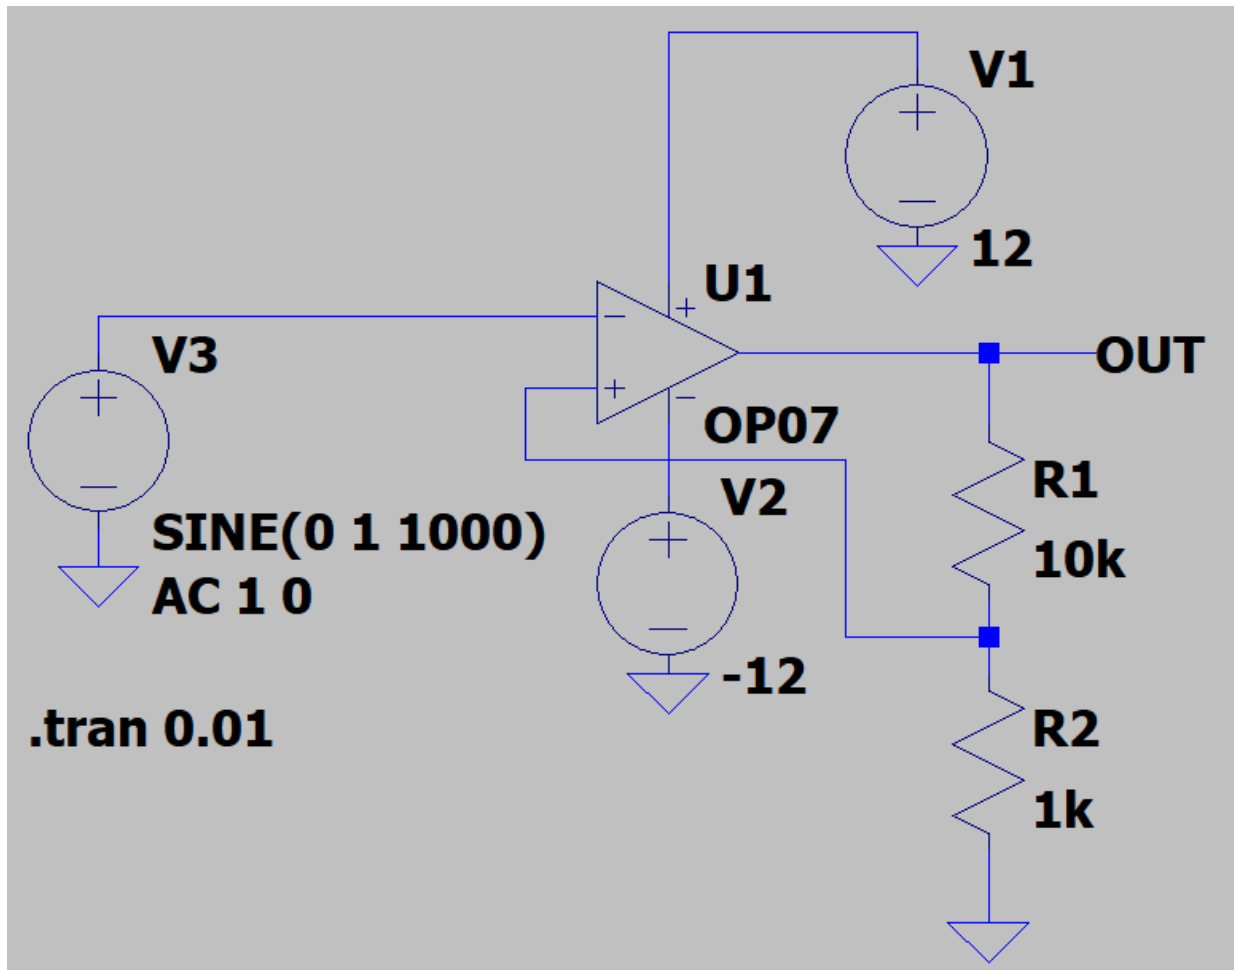 V1
12
U1
V3
OUT
OP07
R1
10k
V2
SINE(0 1 1000)
AC 1 0
-12
.tran 0.01
R2
1k